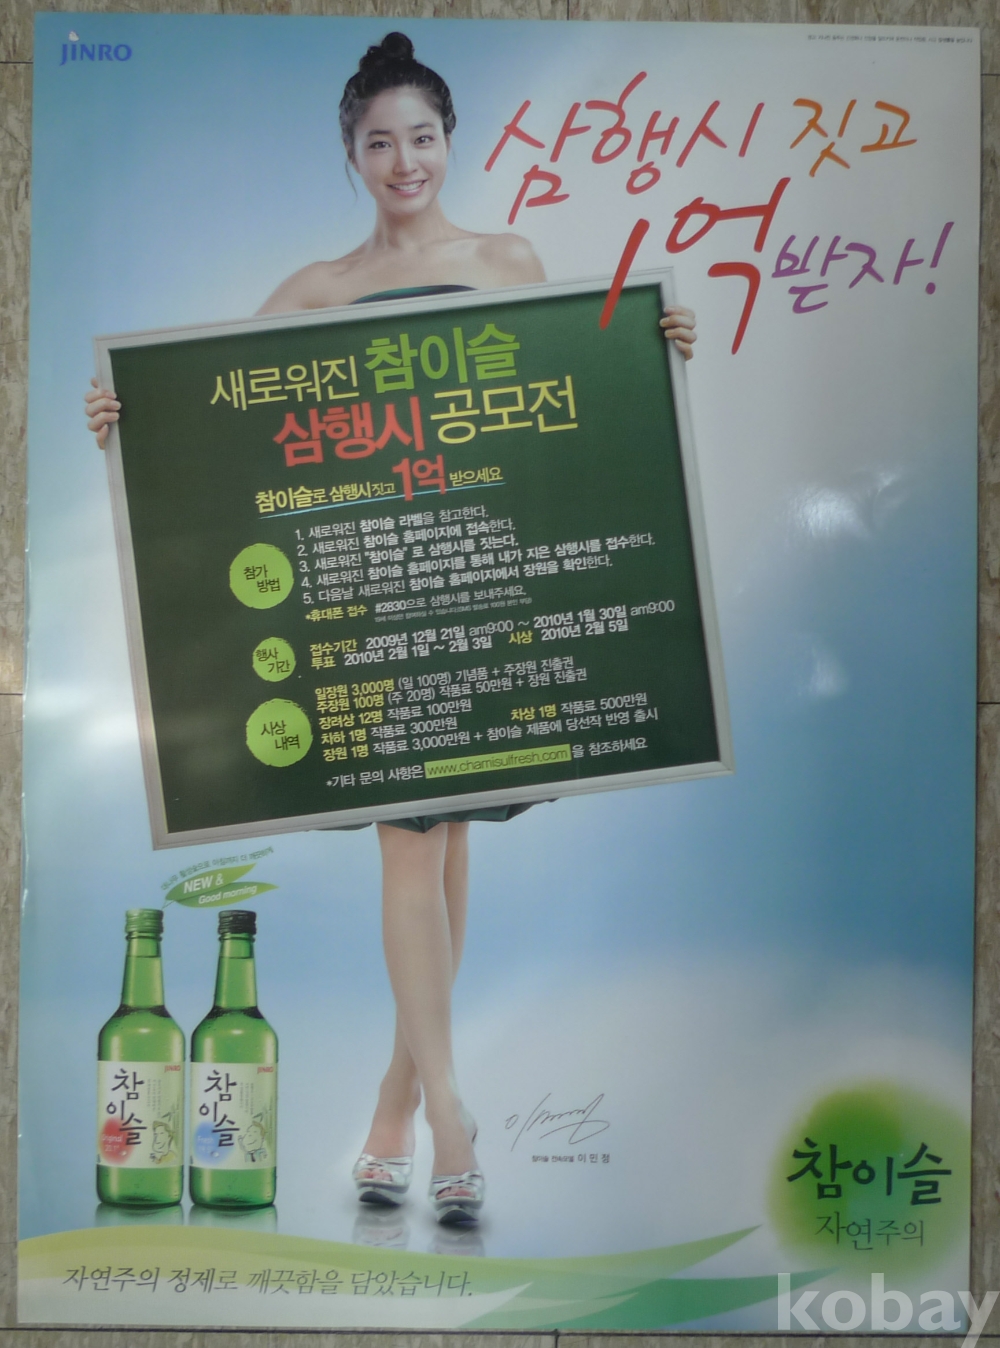 JINRO
삼행시 짓고
1억 받자!
새로워진 참이슬
삼행시 공모전
참이슬로 삼행시 짓고 1억 받으세요
참가 방법
1. 새로워진 참이슬 라벨을 참고한다.
2. 새로워진 참이슬 홈페이지에 접속한다.
3. 새로워진 "참이슬" 로 삼행시를 짓는다.
4. 새로워진 참이슬 홈페이지를 통해 내가 지은 삼행시를 접수한다.
5. 다음날 새로워진 참이슬 홈페이지에서 장원을 확인한다.
*휴대폰 접수 #2830으로 삼행시를 보내주세요.
행사 기간
접수기간 2009년 12월 21일 am9:00 ~ 2010년 1월 30일 am9:00
투표 2010년 2월 1일 ~ 2월 3일 시상 2010년 2월 5일
시상 내역
일장원 3,000명 (일 100명) 기념품 + 주장원 진출권
주장원 100명 (주 20명) 작품료 50만원 + 장원 진출권
장려상 12명 작품료 100만원
차하 1명 작품료 300만원 차상 1명 작품료 500만원
장원 1명 작품료 3,000만원 + 참이슬 제품에 당선작 반영 출시
*기타 문의 사항은 www.chamisulfresh.com 을 참조하세요
NEW &
Good morning
JINRO
참이슬
JINRO
참이슬
참이슬 전속모델 이민정
참이슬
자연주의
자연주의 정제로 깨끗함을 담았습니다.
kobay